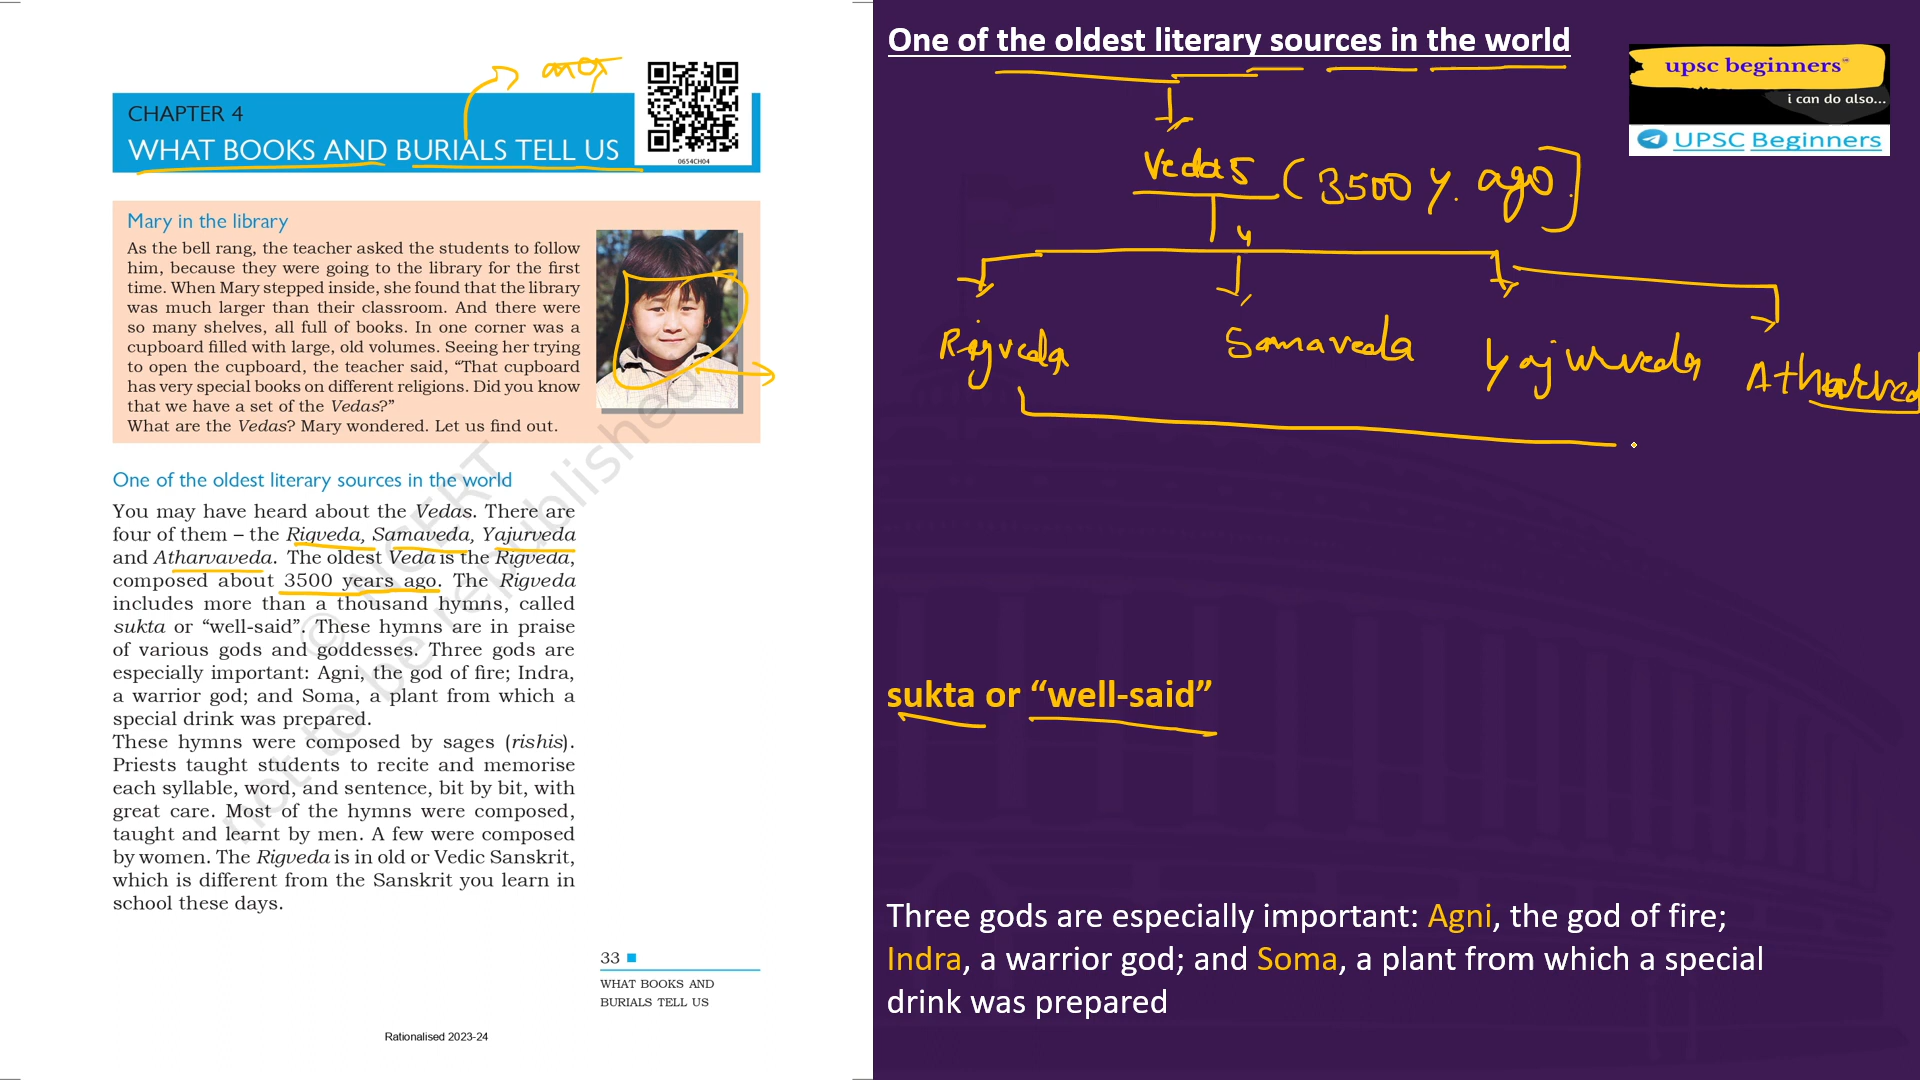 CHAPTER 4
WHAT BOOKS AND BURIALS TELL US
0654CH04
Mary in the library
As the bell rang, the teacher asked the students to follow
him, because they were going to the library for the first
time. When Mary stepped inside, she found that the library
was much larger than their classroom. And there were
so many shelves, all full of books. In one corner was a
cupboard filled with large, old volumes. Seeing her trying
to open the cupboard, the teacher said, “That cupboard
has very special books on different religions. Did you know
that we have a set of the Vedas?”
What are the Vedas? Mary wondered. Let us find out.
One of the oldest literary sources in the world
You may have heard about the Vedas. There are
four of them – the Rigveda, Samaveda, Yajurveda
and Atharvaveda. The oldest Veda is the Rigveda,
composed about 3500 years ago. The Rigveda
includes more than a thousand hymns, called
sukta or “well-said”. These hymns are in praise
of various gods and goddesses. Three gods are
especially important: Agni, the god of fire; Indra,
a warrior god; and Soma, a plant from which a
special drink was prepared.
These hymns were composed by sages (rishis).
Priests taught students to recite and memorise
each syllable, word, and sentence, bit by bit, with
great care. Most of the hymns were composed,
taught and learnt by men. A few were composed
by women. The Rigveda is in old or Vedic Sanskrit,
which is different from the Sanskrit you learn in
school these days.
© NCERT
not to be republished
33
WHAT BOOKS AND
BURIALS TELL US
Rationalised 2023-24
One of the oldest literary sources in the world
upsc beginners
i can do also...
UPSC Beginners
Vedas (3500 y. ago]
4
Rigveda Samaveda Yajurveda Atharved
sukta or “well-said”
Three gods are especially important: Agni, the god of fire;
Indra, a warrior god; and Soma, a plant from which a special
drink was prepared